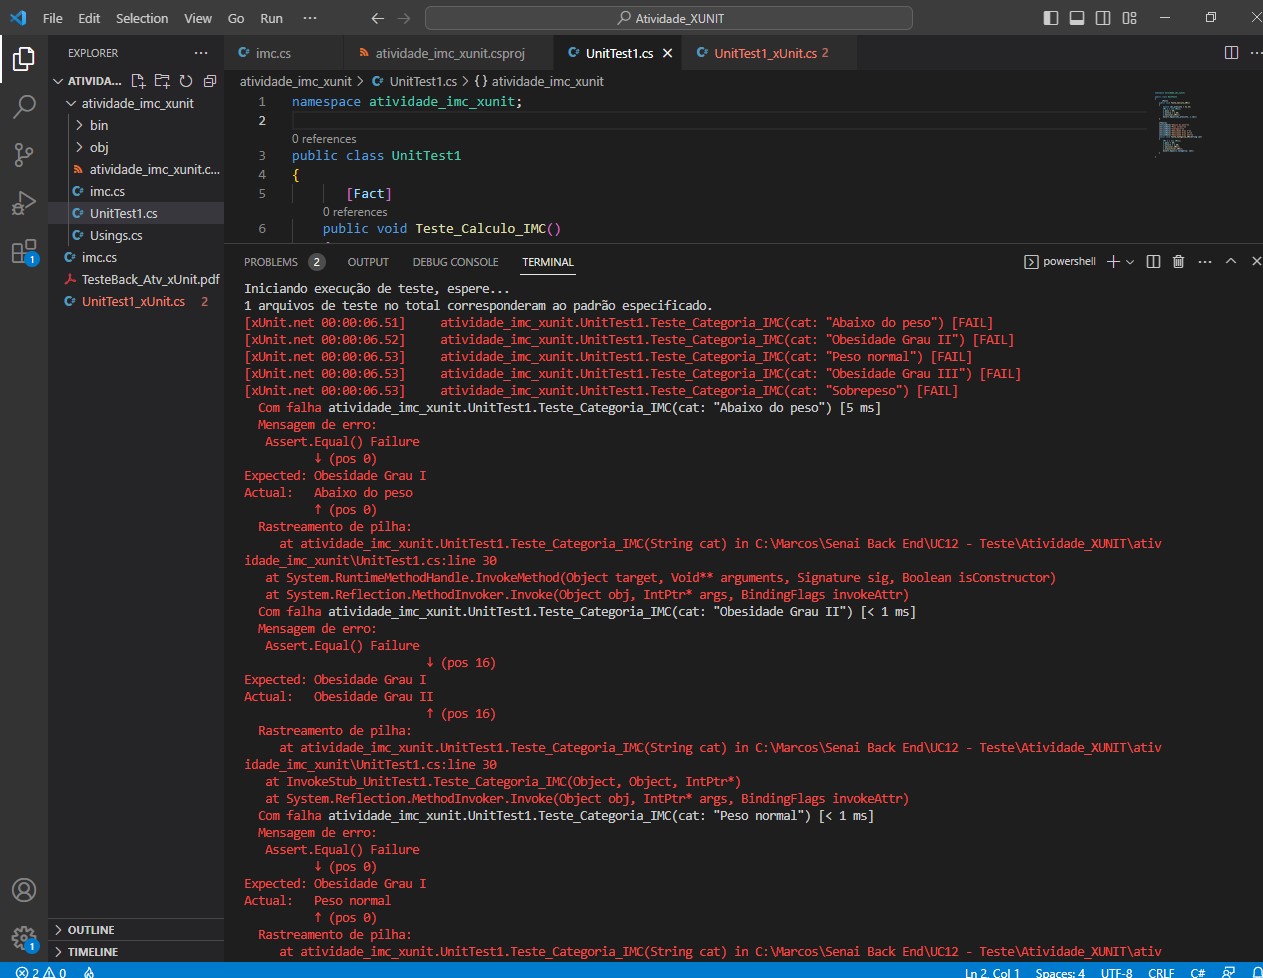 File Edit Selection View Go Run ··· Atividade_XUNIT
EXPLORER
ATIVIDA...
atividade_imc_xunit
bin
obj
atividade_imc_xunit.c...
imc.cs
UnitTest1.cs
Usings.cs
imc.cs
TesteBack_Atv_xUnit.pdf
UnitTest1_xUnit.cs 2
OUTLINE
TIMELINE
1
1
imc.cs atividade_imc_xunit.csproj UnitTest1.cs UnitTest1_xUnit.cs 2
atividade_imc_xunit > UnitTest1.cs > {} atividade_imc_xunit
1 namespace atividade_imc_xunit;
2
0 references
3 public class UnitTest1
4 {
5 [Fact]
0 references
6 public void Teste_Calculo_IMC()
PROBLEMS 2 OUTPUT DEBUG CONSOLE TERMINAL powershell
Iniciando execução de teste, espere...
1 arquivos de teste no total corresponderam ao padrão especificado.
[xUnit.net 00:00:06.51] atividade_imc_xunit.UnitTest1.Teste_Categoria_IMC(cat: "Abaixo do peso") [FAIL]
[xUnit.net 00:00:06.52] atividade_imc_xunit.UnitTest1.Teste_Categoria_IMC(cat: "Obesidade Grau II") [FAIL]
[xUnit.net 00:00:06.53] atividade_imc_xunit.UnitTest1.Teste_Categoria_IMC(cat: "Peso normal") [FAIL]
[xUnit.net 00:00:06.53] atividade_imc_xunit.UnitTest1.Teste_Categoria_IMC(cat: "Obesidade Grau III") [FAIL]
[xUnit.net 00:00:06.53] atividade_imc_xunit.UnitTest1.Teste_Categoria_IMC(cat: "Sobrepeso") [FAIL]
Com falha atividade_imc_xunit.UnitTest1.Teste_Categoria_IMC(cat: "Abaixo do peso") [5 ms]
Mensagem de erro:
Assert.Equal() Failure
↓ (pos 0)
Expected: Obesidade Grau I
Actual: Abaixo do peso
↑ (pos 0)
Rastreamento de pilha:
at atividade_imc_xunit.UnitTest1.Teste_Categoria_IMC(String cat) in C:\Marcos\Senai Back End\UC12 - Teste\Atividade_XUNIT\ativ
idade_imc_xunit\UnitTest1.cs:line 30
at System.RuntimeMethodHandle.InvokeMethod(Object target, Void** arguments, Signature sig, Boolean isConstructor)
at System.Reflection.MethodInvoker.Invoke(Object obj, IntPtr* args, BindingFlags invokeAttr)
Com falha atividade_imc_xunit.UnitTest1.Teste_Categoria_IMC(cat: "Obesidade Grau II") [< 1 ms]
Mensagem de erro:
Assert.Equal() Failure
↓ (pos 16)
Expected: Obesidade Grau I
Actual: Obesidade Grau II
↑ (pos 16)
Rastreamento de pilha:
at atividade_imc_xunit.UnitTest1.Teste_Categoria_IMC(String cat) in C:\Marcos\Senai Back End\UC12 - Teste\Atividade_XUNIT\ativ
idade_imc_xunit\UnitTest1.cs:line 30
at InvokeStub_UnitTest1.Teste_Categoria_IMC(Object, Object, IntPtr*)
at System.Reflection.MethodInvoker.Invoke(Object obj, IntPtr* args, BindingFlags invokeAttr)
Com falha atividade_imc_xunit.UnitTest1.Teste_Categoria_IMC(cat: "Peso normal") [< 1 ms]
Mensagem de erro:
Assert.Equal() Failure
↓ (pos 0)
Expected: Obesidade Grau I
Actual: Peso normal
↑ (pos 0)
Rastreamento de pilha:
at atividade_imc_xunit.UnitTest1.Teste_Categoria_IMC(String cat) in C:\Marcos\Senai Back End\UC12 - Teste\Atividade_XUNIT\ativ
2 0 Ln 2, Col 1 Spaces: 4 UTF-8 CRLF C#